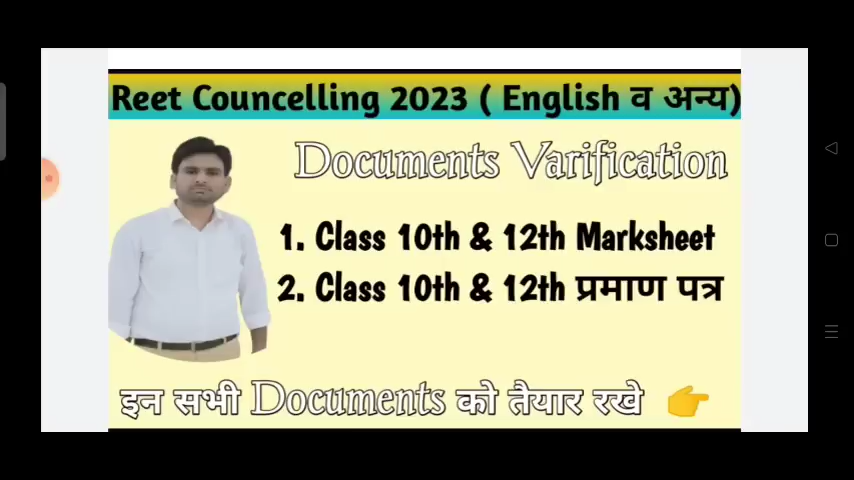 Reet Councelling 2023 ( English व अन्य)
Documents Varification
1. Class 10th & 12th Marksheet
2. Class 10th & 12th प्रमाण पत्र
इन सभी Documents को तैयार रखे 👉